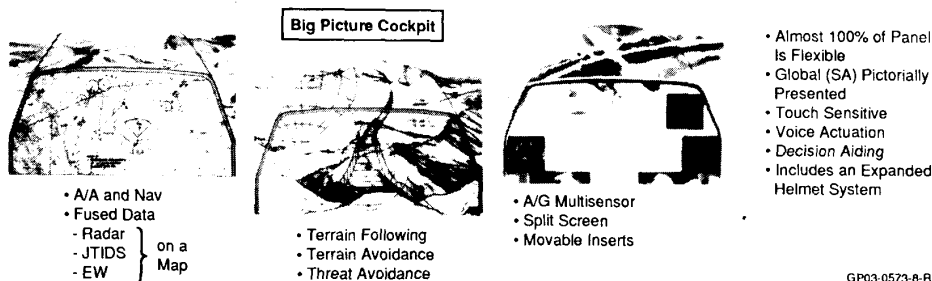 Big Picture Cockpit
• A/A and Nav
• Fused Data
- Radar
- JTIDS
- EW
on a
Map
• Terrain Following
• Terrain Avoidance
• Threat Avoidance
• A/G Multisensor
• Split Screen
• Movable Inserts
• Almost 100% of Panel
Is Flexible
• Global (SA) Pictorially
Presented
• Touch Sensitive
• Voice Actuation
• Decision Aiding
• Includes an Expanded
Helmet System
GP03-0573-8-R